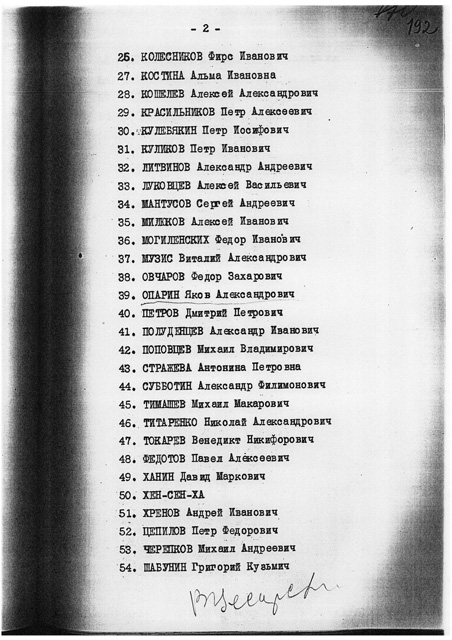 - 2 -
192
26. КОЛЕСНИКОВ Фирс Иванович
27. КОСТИНА Альма Ивановна
28. КОШЕЛЕВ Алексей Александрович
29. КРАСИЛЬНИКОВ Петр Алексеевич
30. КУЛЕБЯКИН Петр Иосифович
31. КУЛИКОВ Петр Иванович
32. ЛИТВИНОВ Александр Андреевич
33. ЛУКОВЦЕВ Алексей Васильевич
34. МАНТУСОВ Сергей Андреевич
35. МИЛЮКОВ Алексей Иванович
36. МОГИЛЕНСКИХ Федор Иванович
37. МУЗИС Виталий Александрович
38. ОВЧАРОВ Федор Захарович
39. ОПАРИН Яков Александрович
40. ПЕТРОВ Дмитрий Петрович
41. ПОЛУДЕНЦЕВ Александр Иванович
42. ПОПОВЦЕВ Михаил Владимирович
43. СТРАЖЕВА Антонина Петровна
44. СУББОТИН Александр Филимонович
45. ТИМАШЕВ Михаил Макарович
46. ТИТАРЕНКО Николай Александрович
47. ТОКАРЕВ Венедикт Никифорович
48. ФЕДОТОВ Павел Алексеевич
49. ХАНИН Давид Маркович
50. ХЕН-СЕН-ХА
51. ХРЕНОВ Андрей Иванович
52. ЦЕПИЛОВ Петр Федорович
53. ЧЕРЕПКОВ Михаил Андреевич
54. ШАБУНИН Григорий Кузьмич